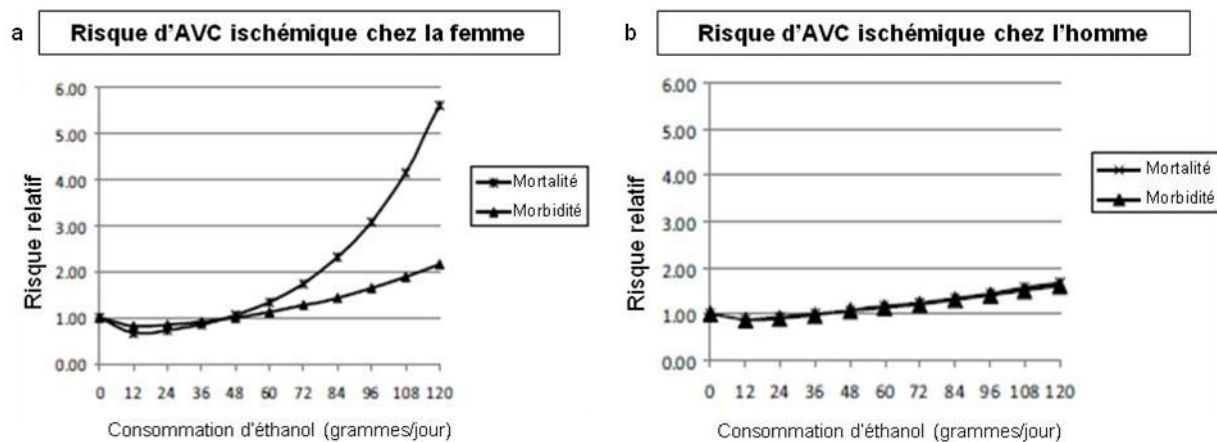 a
Risque d'AVC ischémique chez la femme
6.00
5.00
4.00
3.00
2.00
1.00
0.00
Risque relatif
0 12 24 36 48 60 72 84 96 108 120
Consommation d'éthanol (grammes/jour)
Mortalité
Morbidité
b
Risque d'AVC ischémique chez l'homme
6.00
5.00
4.00
3.00
2.00
1.00
0.00
Risque relatif
0 12 24 36 48 60 72 84 96 108 120
Consommation d'éthanol (grammes/jour)
Mortalité
Morbidité